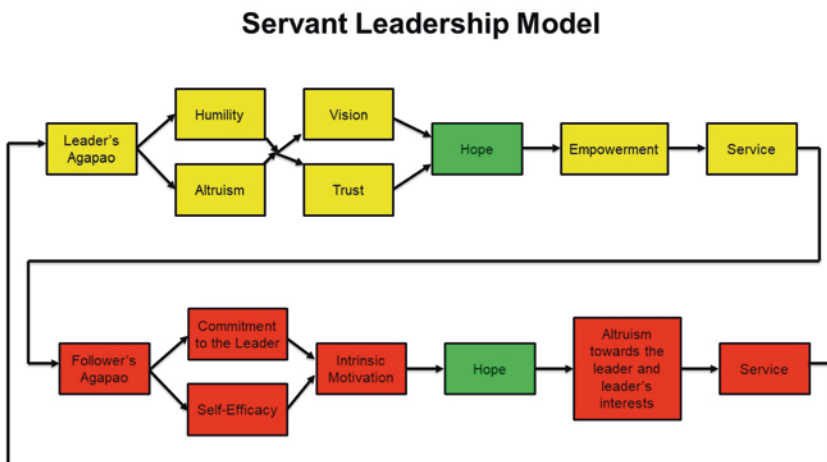 Servant Leadership Model
Leader's
Agapao
Humility
Altruism
Vision
Trust
Hope
Empowerment
Service
Follower's
Agapao
Commitment
to the Leader
Self-Efficacy
Intrinsic
Motivation
Hope
Altruism
towards the
leader and
leader's
interests
Service